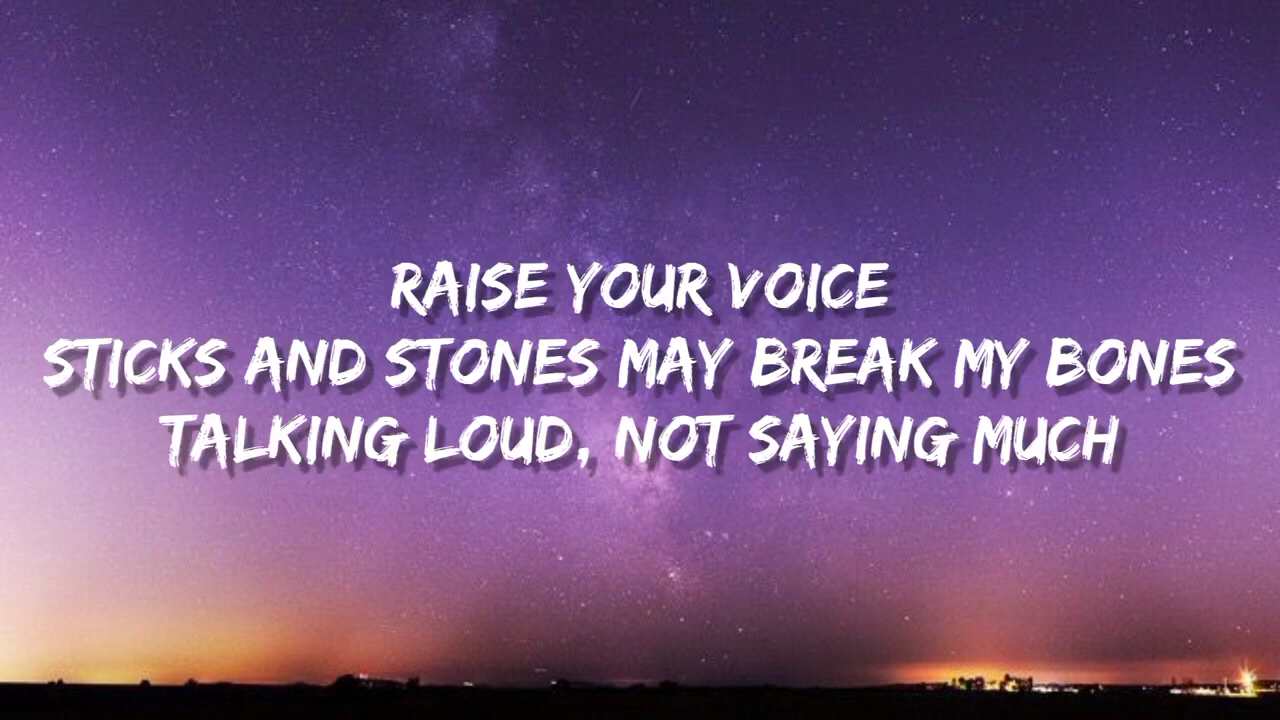 RAISE YOUR VOICE
STICKS AND STONES MAY BREAK MY BONES
TALKING LOUD, NOT SAYING MUCH